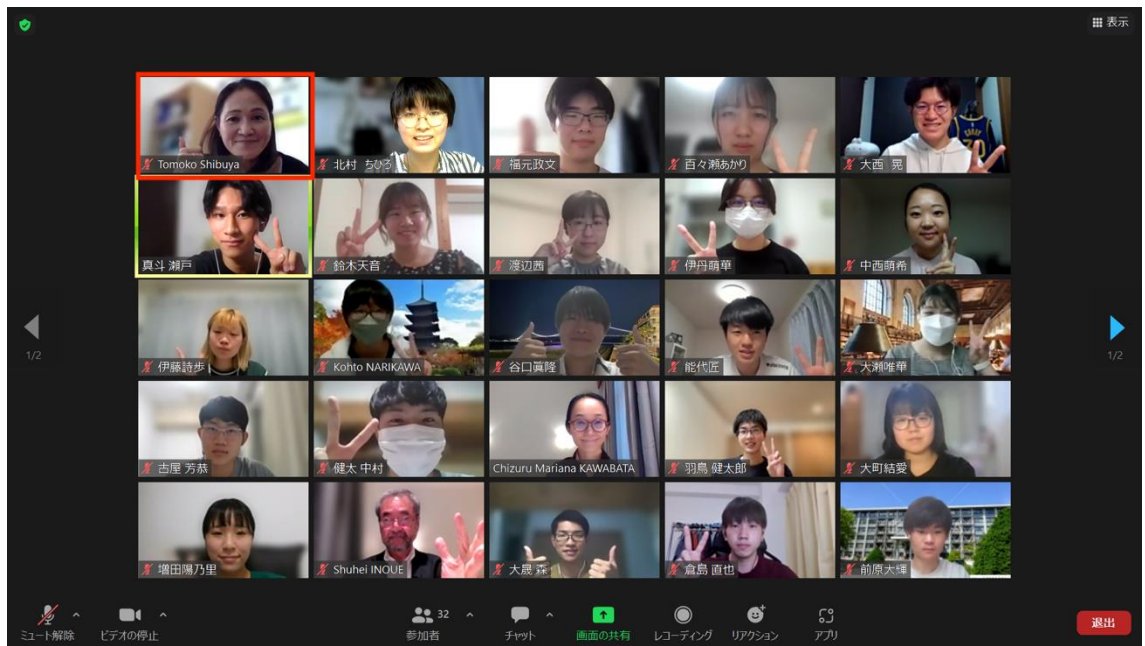 表示
Tomoko Shibuya
北村 ちひろ
福元政文
百々瀬あかり
大西 晃
真斗 瀬戸
鈴木天音
渡辺茜
伊丹萌華
中西萌希
伊藤詩歩
Kohto NARIKAWA
谷口眞隆
能代匠
大瀬唯華
古屋 芳恭
健太 中村
Chizuru Mariana KAWABATA
羽鳥 健太郎
大町結愛
増田陽乃里
Shuhei INOUE
大晟 森
倉島 直也
前原大輝
1/2
1/2
32
ミュート解除
ビデオの停止
参加者
チャット
画面の共有
レコーディング
リアクション
アプリ
退出